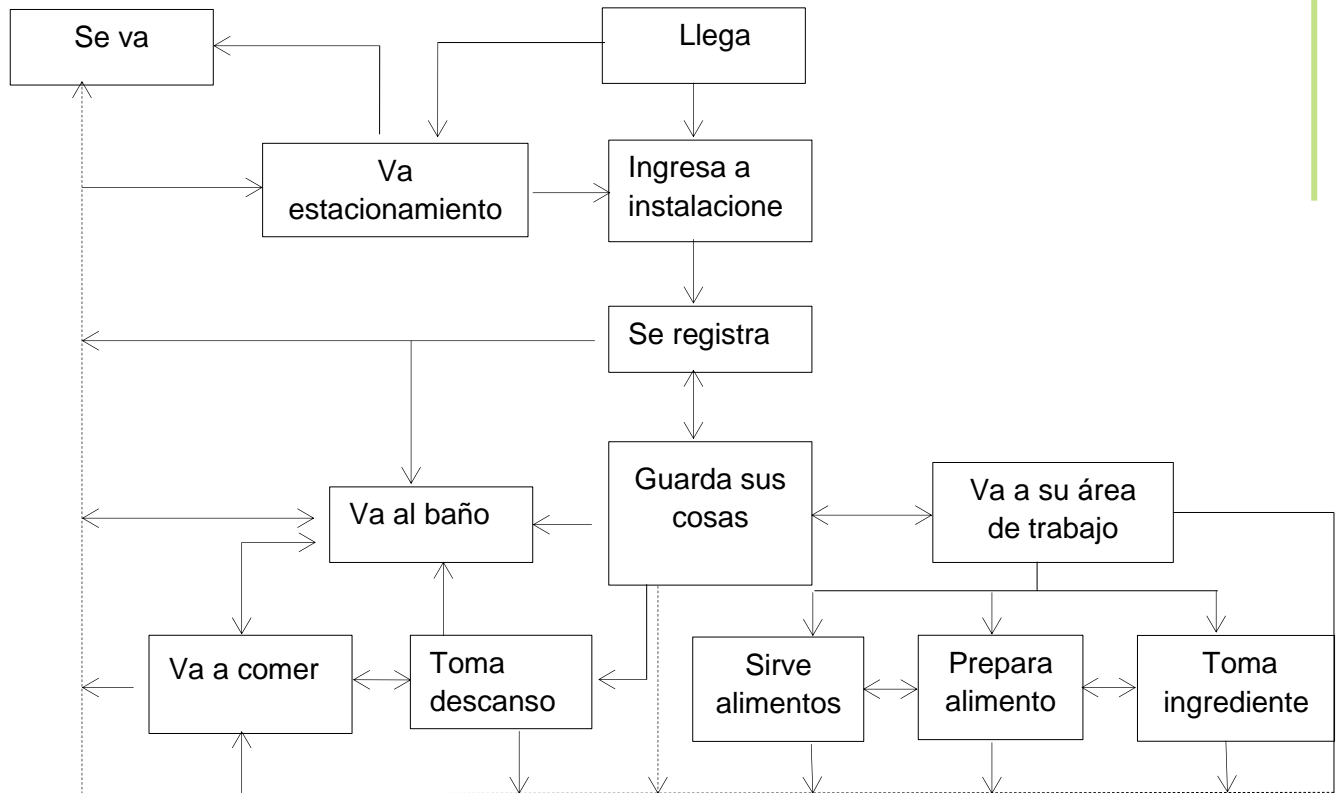 Se va
Llega
Va
estacionamiento
Ingresa a
instalacione
Se registra
Guarda sus
cosas
Va a su área
de trabajo
Va al baño
Va a comer
Toma
descanso
Sirve
alimentos
Prepara
alimento
Toma
ingrediente